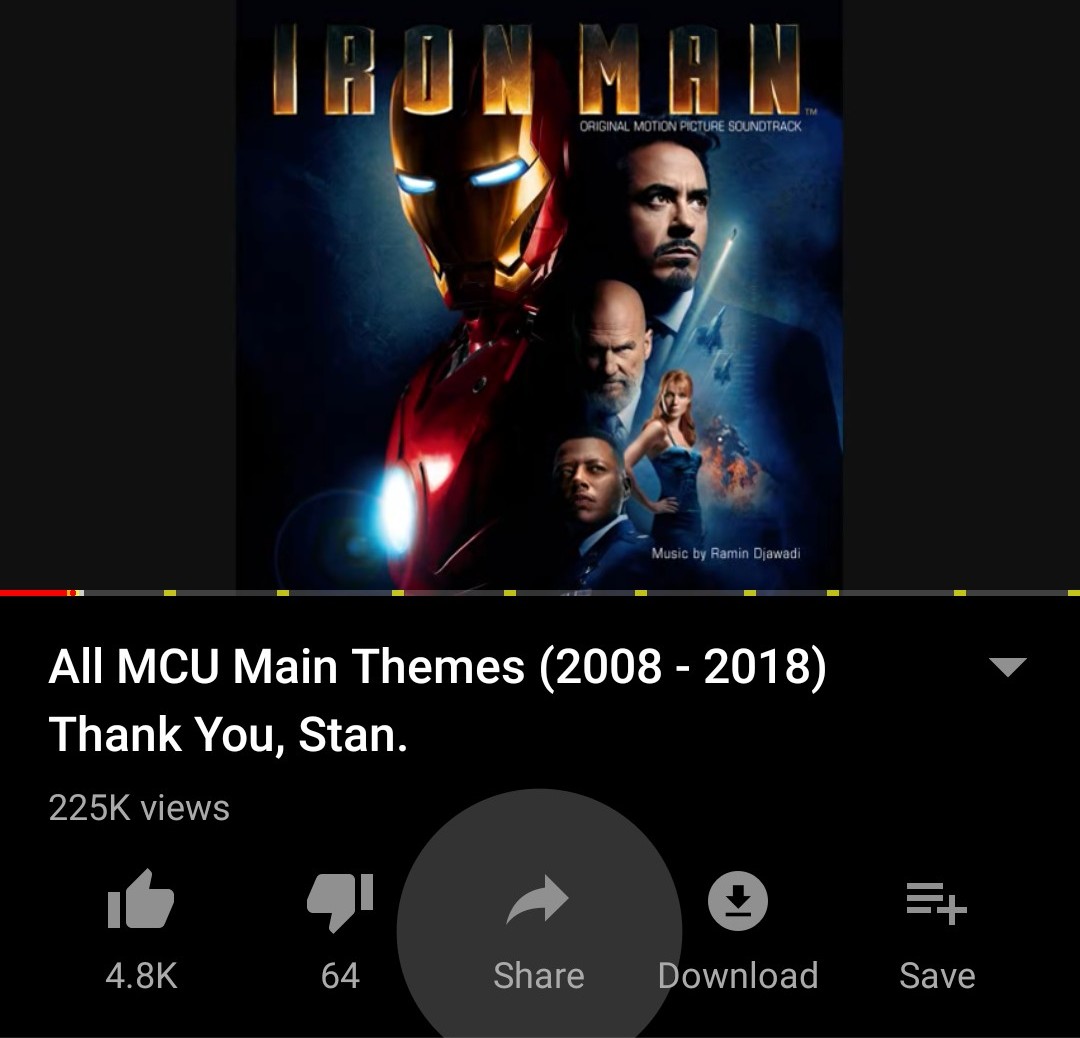 IRON MAN™
ORIGINAL MOTION PICTURE SOUNDTRACK
Music by Ramin Djawadi
All MCU Main Themes (2008 - 2018)
Thank You, Stan.
225K views
4.8K 64 Share Download Save